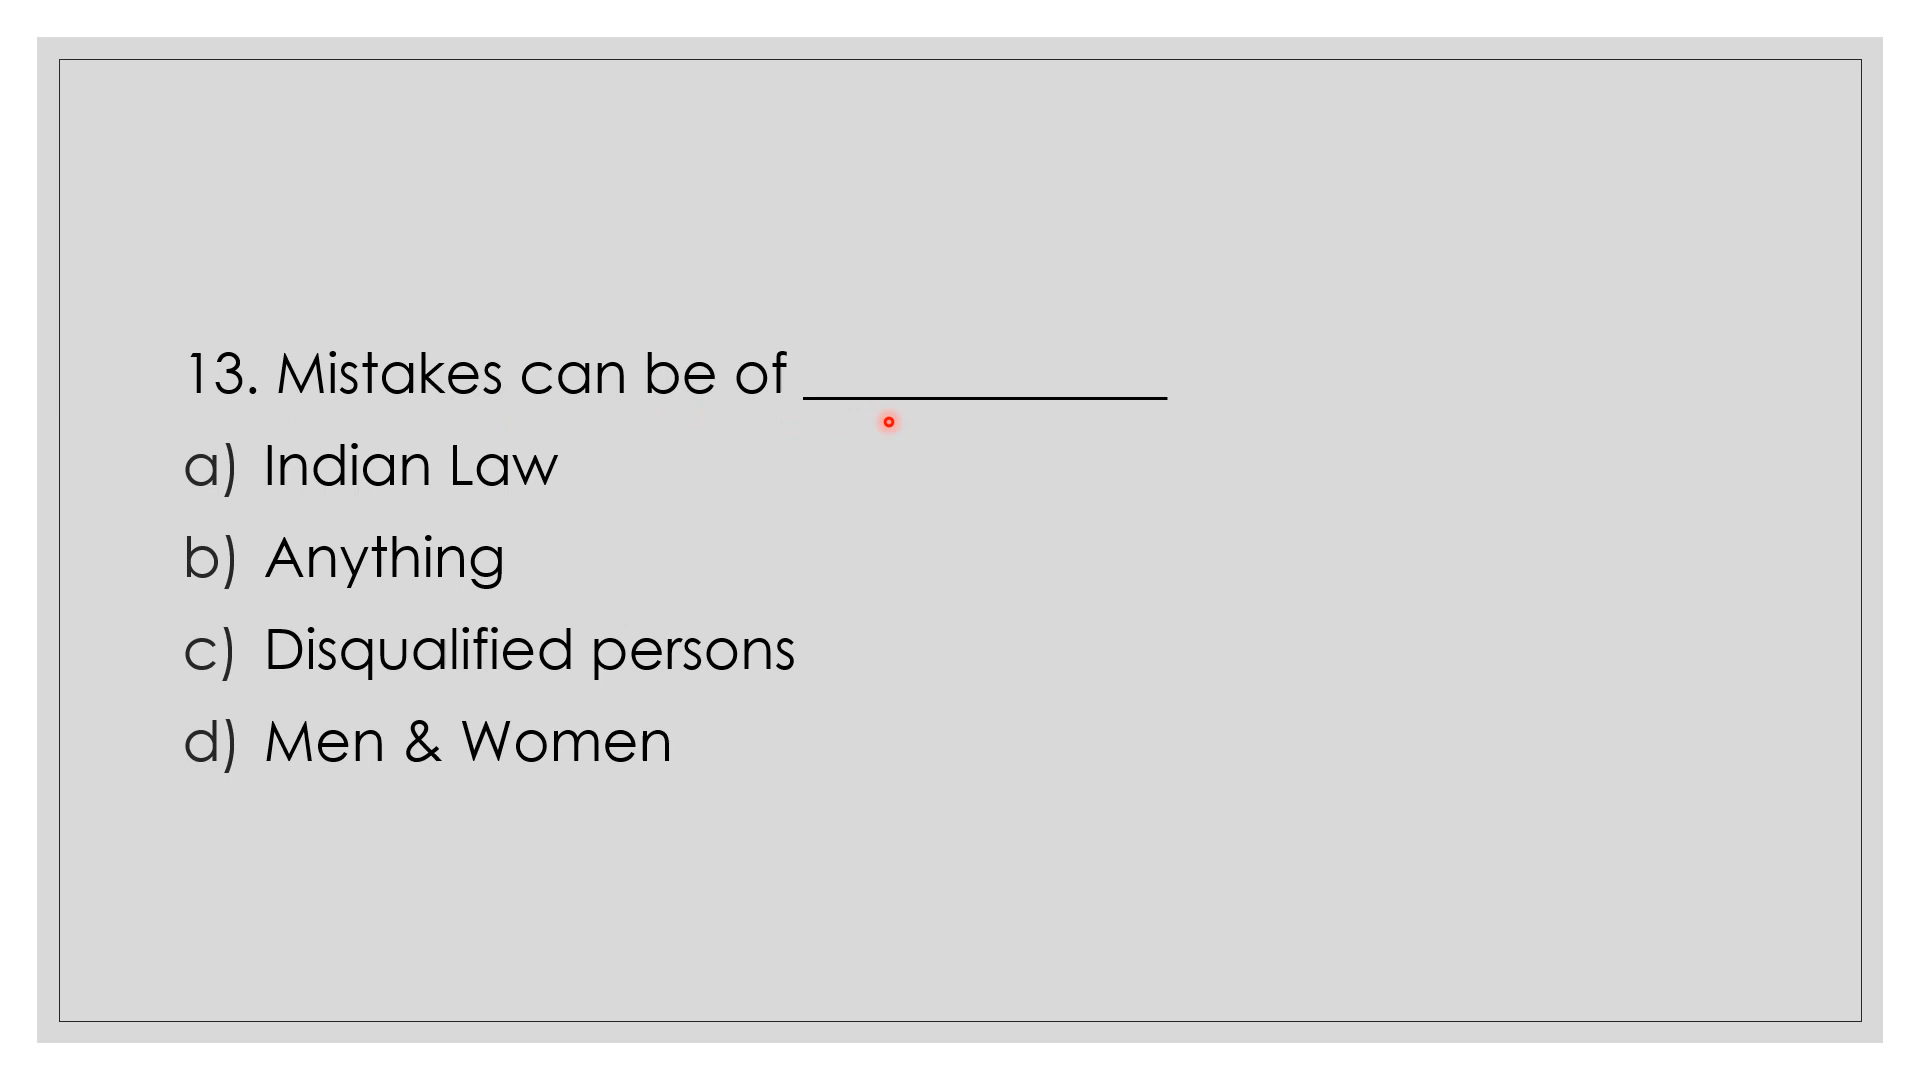 13. Mistakes can be of _____________
a) Indian Law
b) Anything
c) Disqualified persons
d) Men & Women